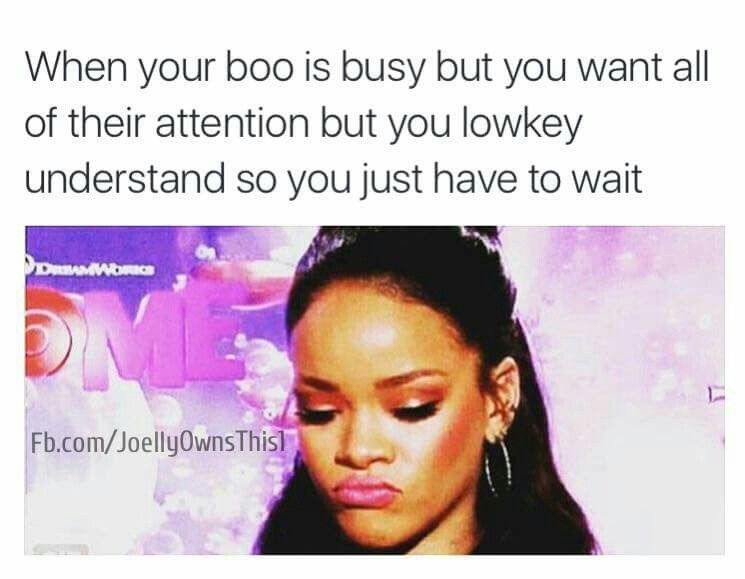 When your boo is busy but you want all
of their attention but you lowkey
understand so you just have to wait
DREAMWORKS
OME
Fb.com/JoellyOwnsThis1